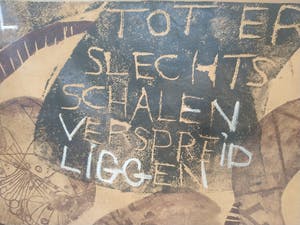 TOT ER
SLECHTS
SCHALEN
VERSPREID
LIGGEN